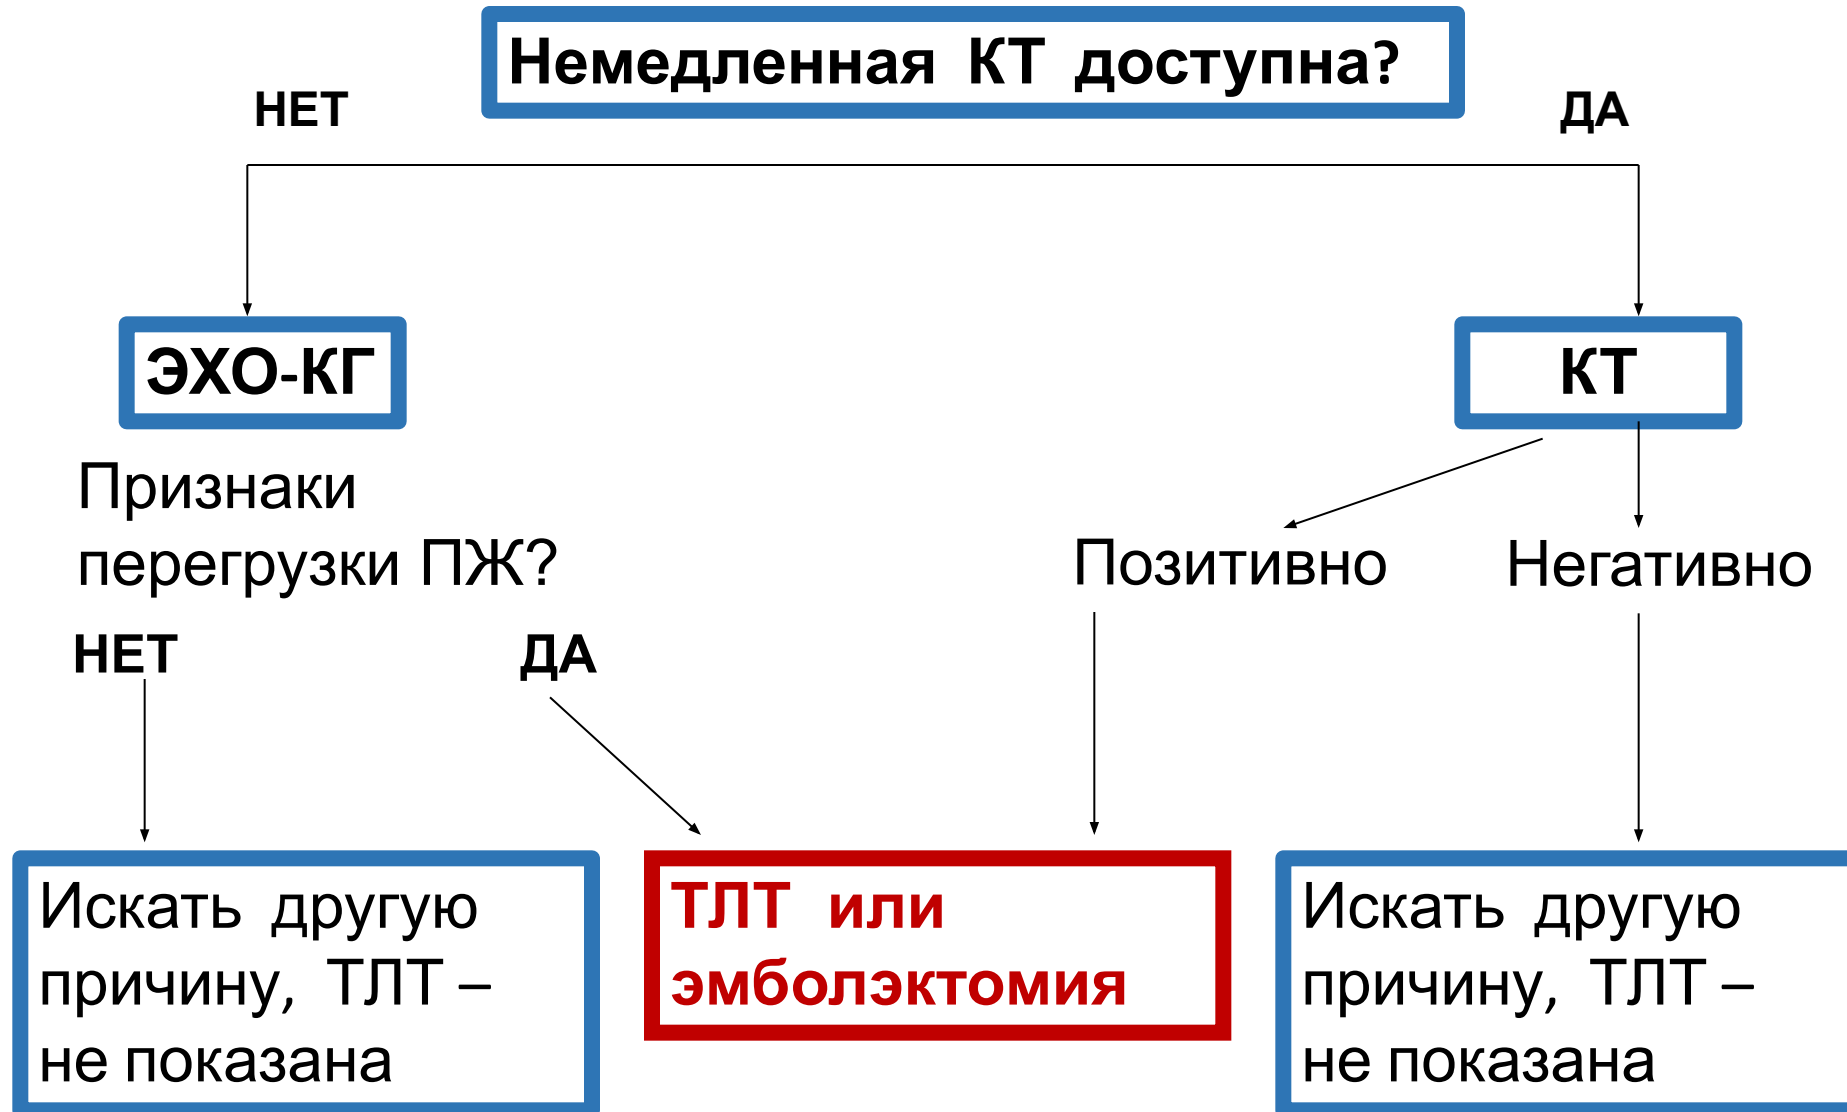 Немедленная КТ доступна?
НЕТ
ДА
ЭХО-КГ
КТ
Признаки
перегрузки ПЖ?
Позитивно
Негативно
НЕТ
ДА
Искать другую
причину, ТЛТ –
не показана
ТЛТ или
эмболэктомия
Искать другую
причину, ТЛТ –
не показана